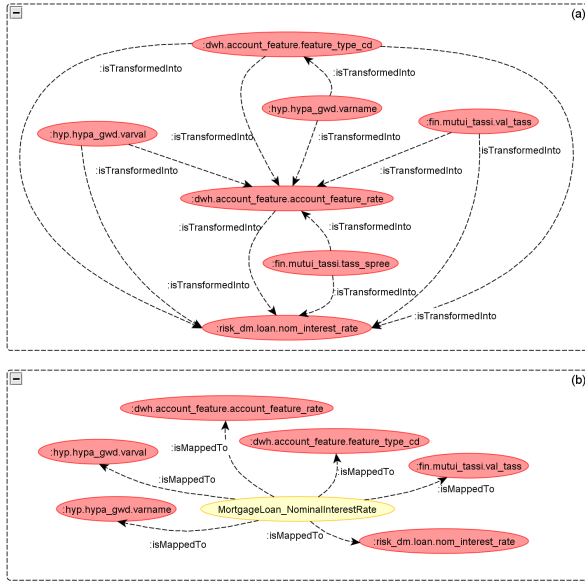 (a)
:dwh.account_feature.feature_type_cd
:isTransformedInto
:isTransformedInto
:isTransformedInto
:hyp.hypa_gwd.varname
:fin.mutui_tassi.val_tass
:hyp.hypa_gwd.varval
:isTransformedInto
:isTransformedInto
:isTransformedInto
:isTransformedInto
:isTransformedInto
:dwh.account_feature.account_feature_rate
:isTransformedInto
:isTransformedInto
:fin.mutui_tassi.tass_spree
:isTransformedInto
:isTransformedInto
:isTransformedInto
:isTransformedInto
:risk_dm.loan.nom_interest_rate
(b)
:dwh.account_feature.account_feature_rate
:dwh.account_feature.feature_type_cd
:hyp.hypa_gwd.varval
:isMappedTo
:fin.mutui_tassi.val_tass
:isMappedTo
:isMappedTo
:isMappedTo
:hyp.hypa_gwd.varname
MortgageLoan_NominalInterestRate
:isMappedTo
:isMappedTo
:risk_dm.loan.nom_interest_rate